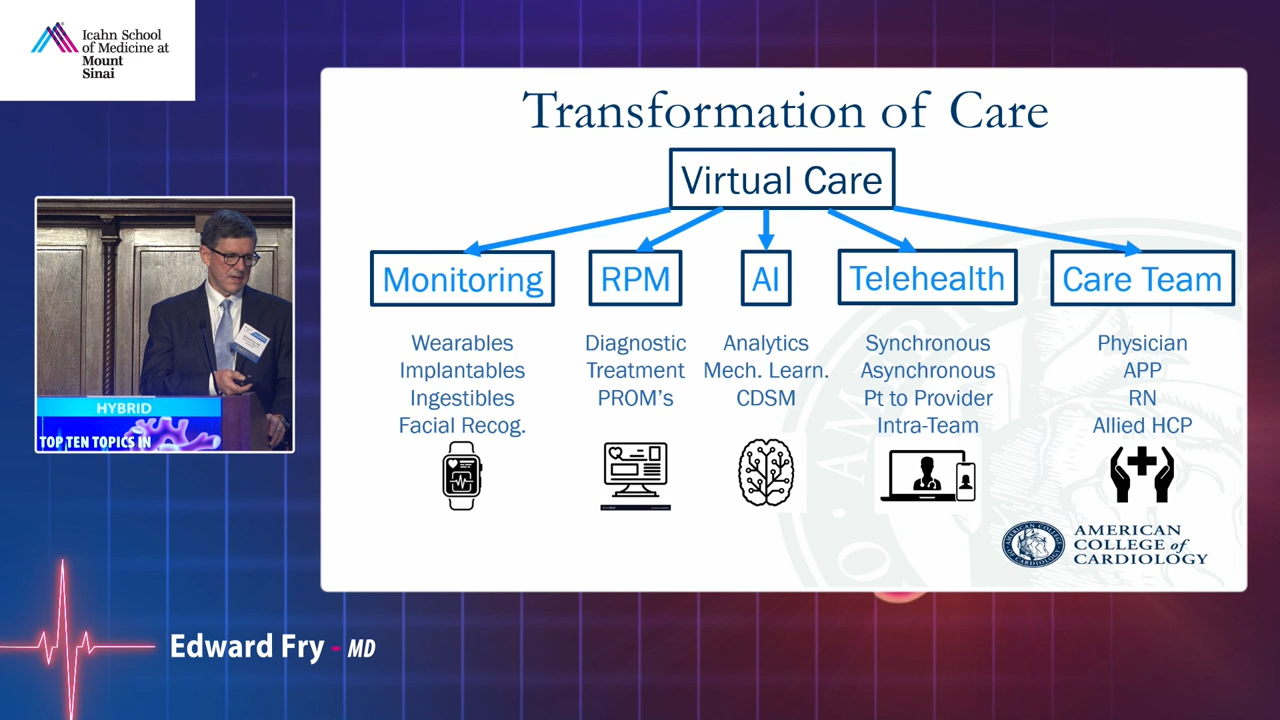 Icahn School
of Medicine at
Mount
Sinai
Transformation of Care
Virtual Care
Monitoring
RPM
AI
Telehealth
Care Team
Wearables
Implantables
Ingestibles
Facial Recog.
Diagnostic
Treatment
PROM's
Analytics
Mech. Learn.
CDSM
Synchronous
Asynchronous
Pt to Provider
Intra-Team
Physician
APP
RN
Allied HCP
AMERICAN
COLLEGE of
CARDIOLOGY
HYBRID
TOP TEN TOPICS IN
Edward Fry - MD